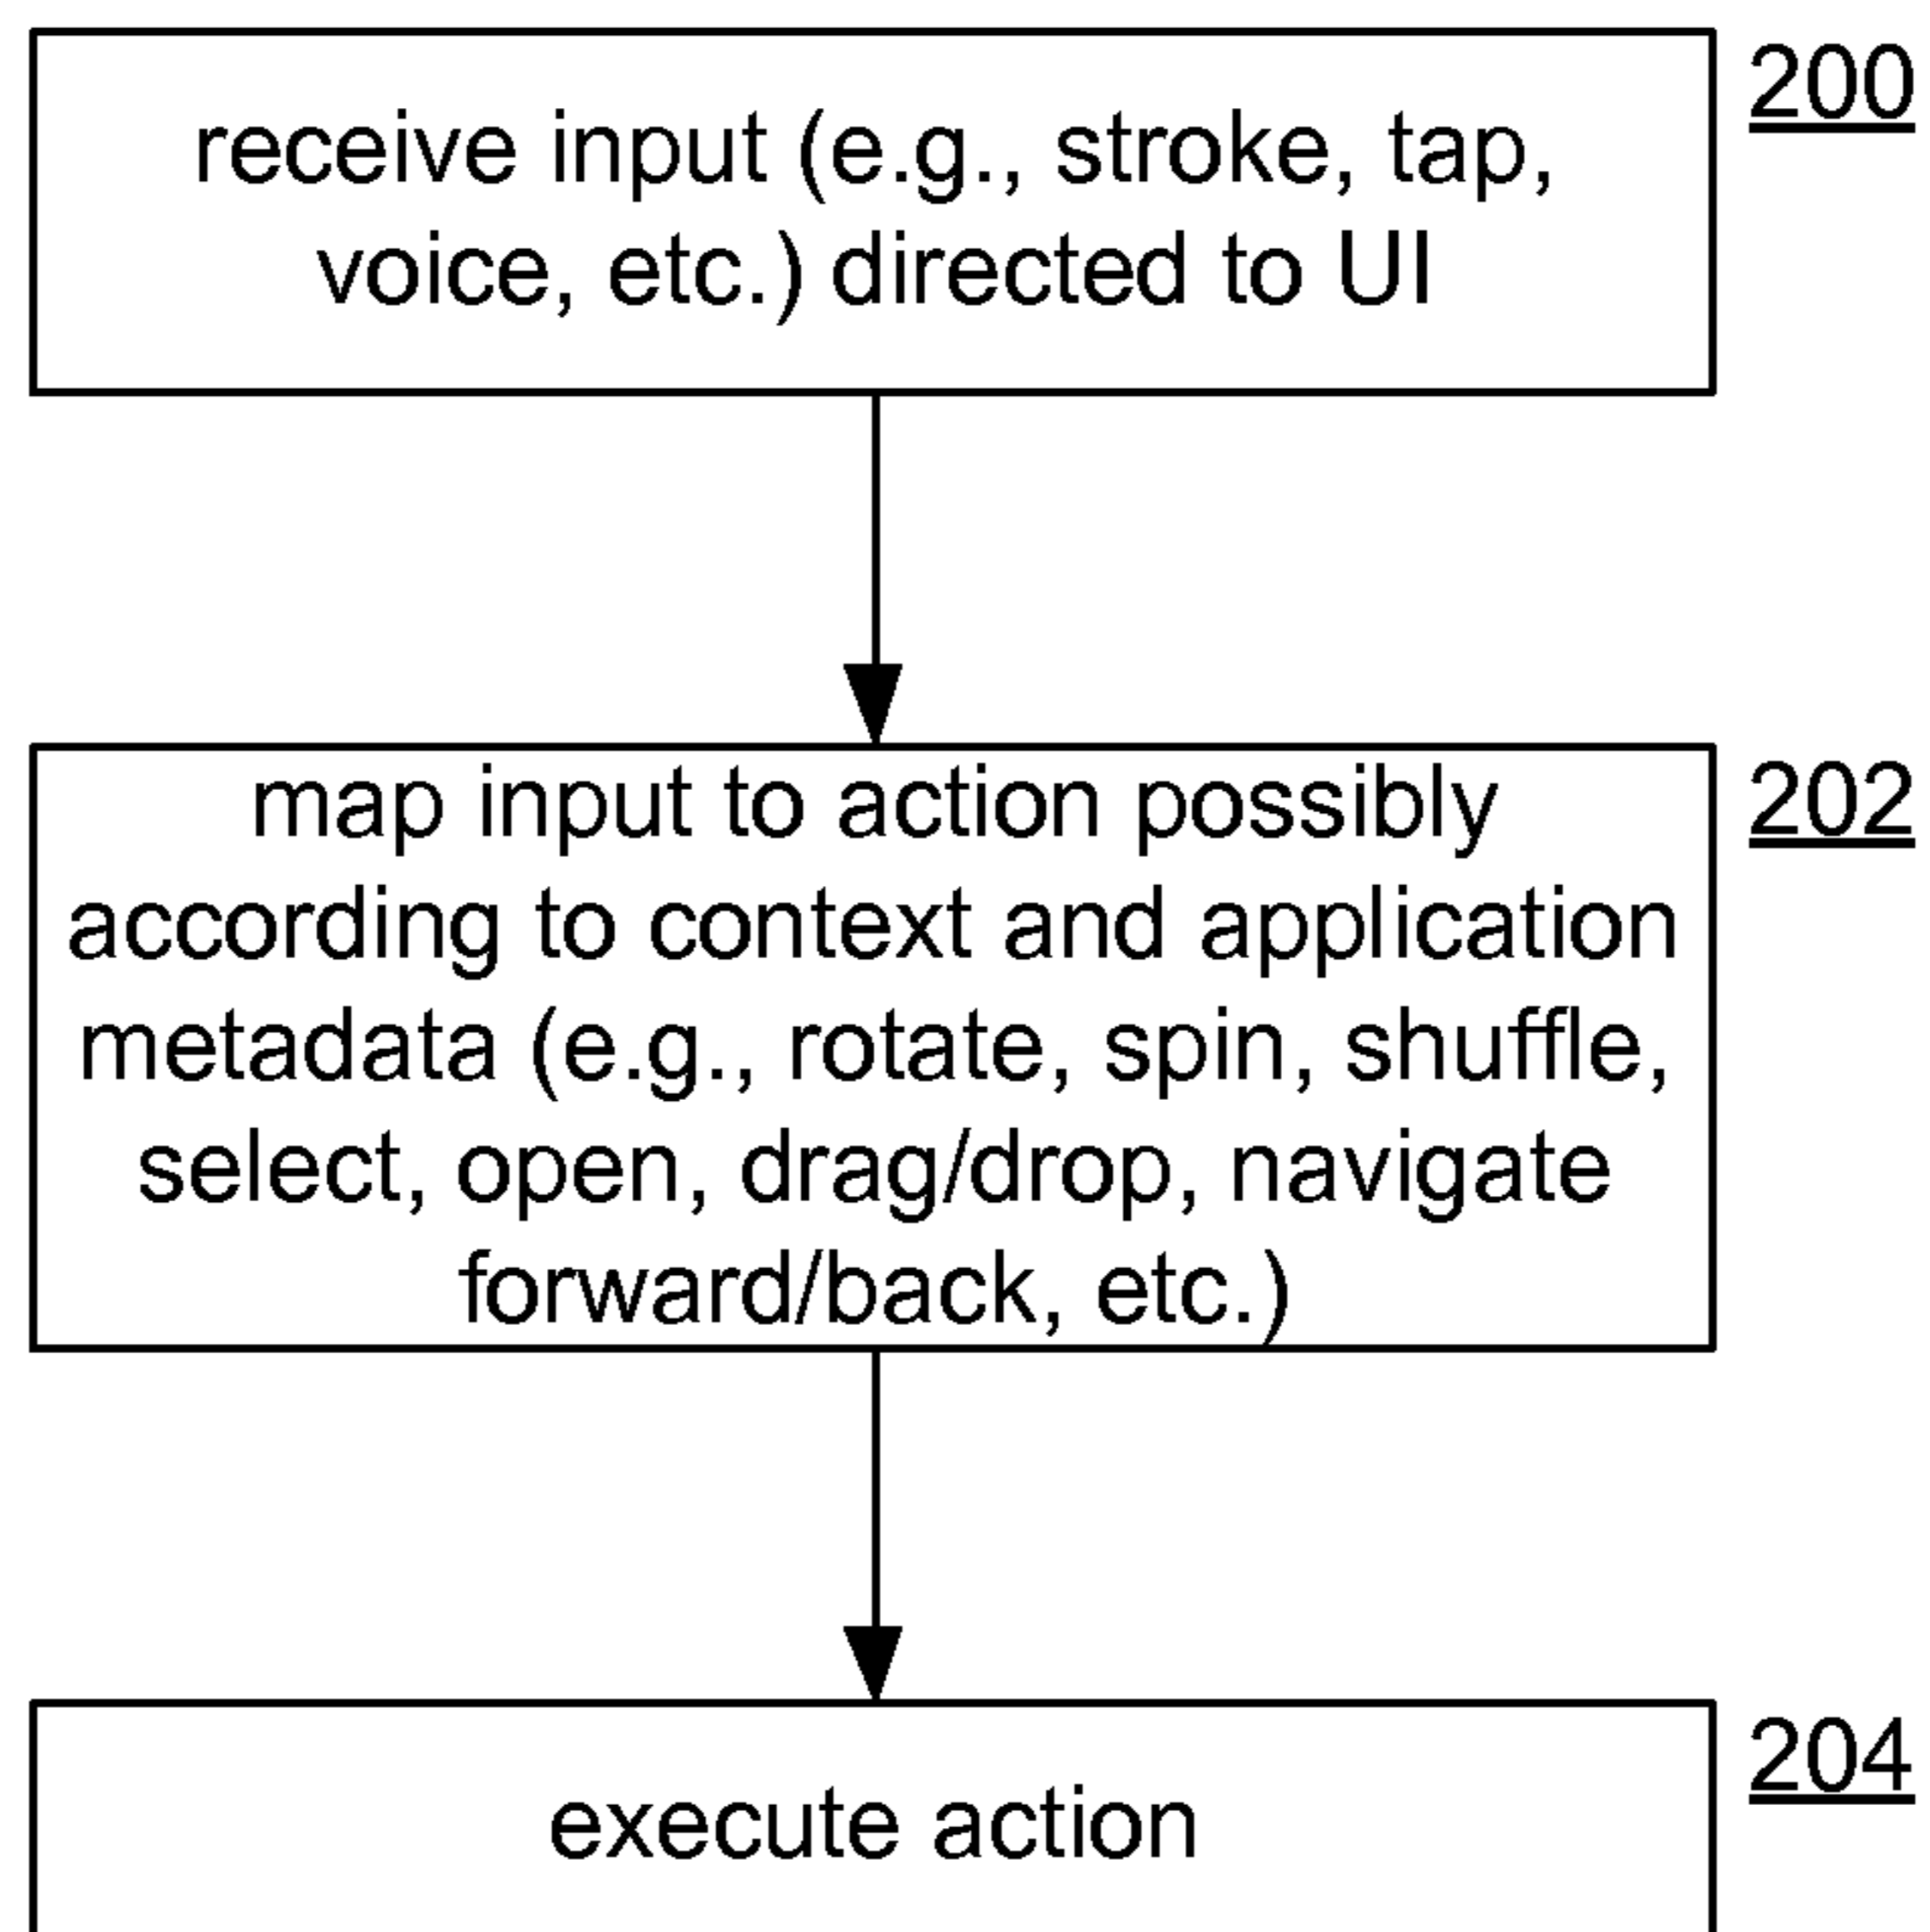 receive input (e.g., stroke, tap,
voice, etc.) directed to UI
200
map input to action possibly
according to context and application
metadata (e.g., rotate, spin, shuffle,
select, open, drag/drop, navigate
forward/back, etc.)
202
execute action
204